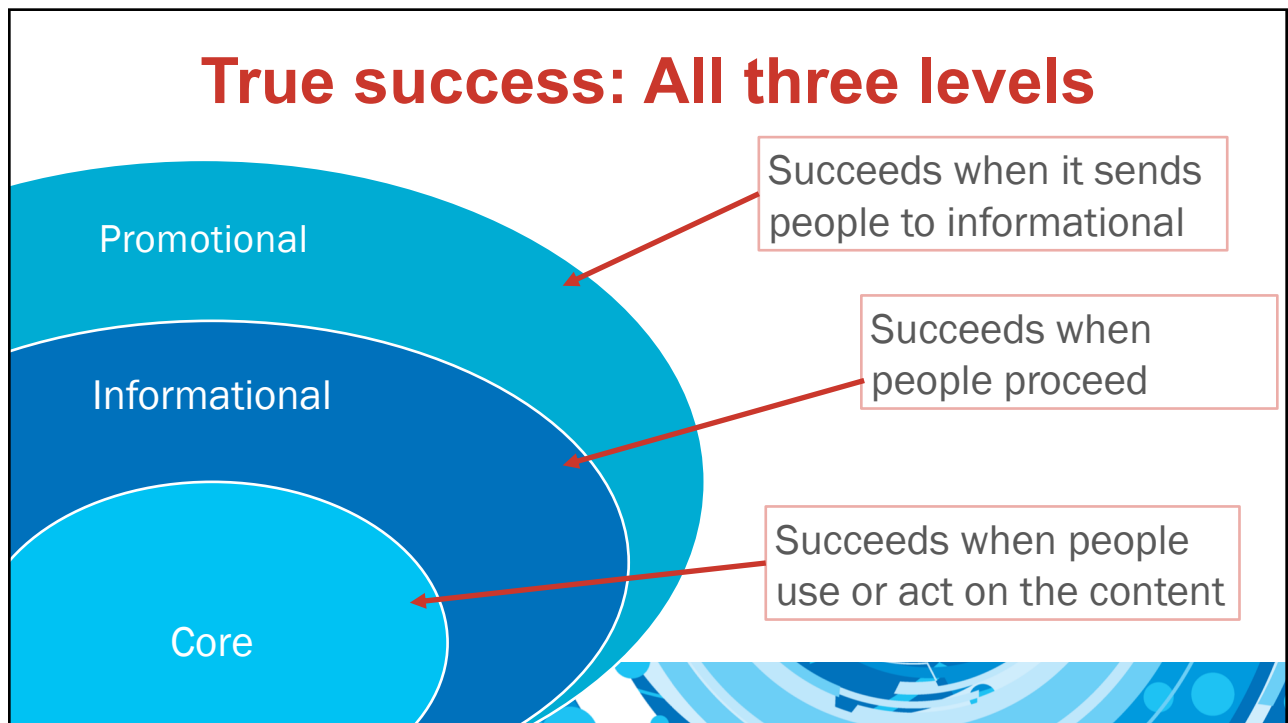 True success: All three levels
Promotional
Succeeds when it sends
people to informational
Informational
Succeeds when
people proceed
Core
Succeeds when people
use or act on the content